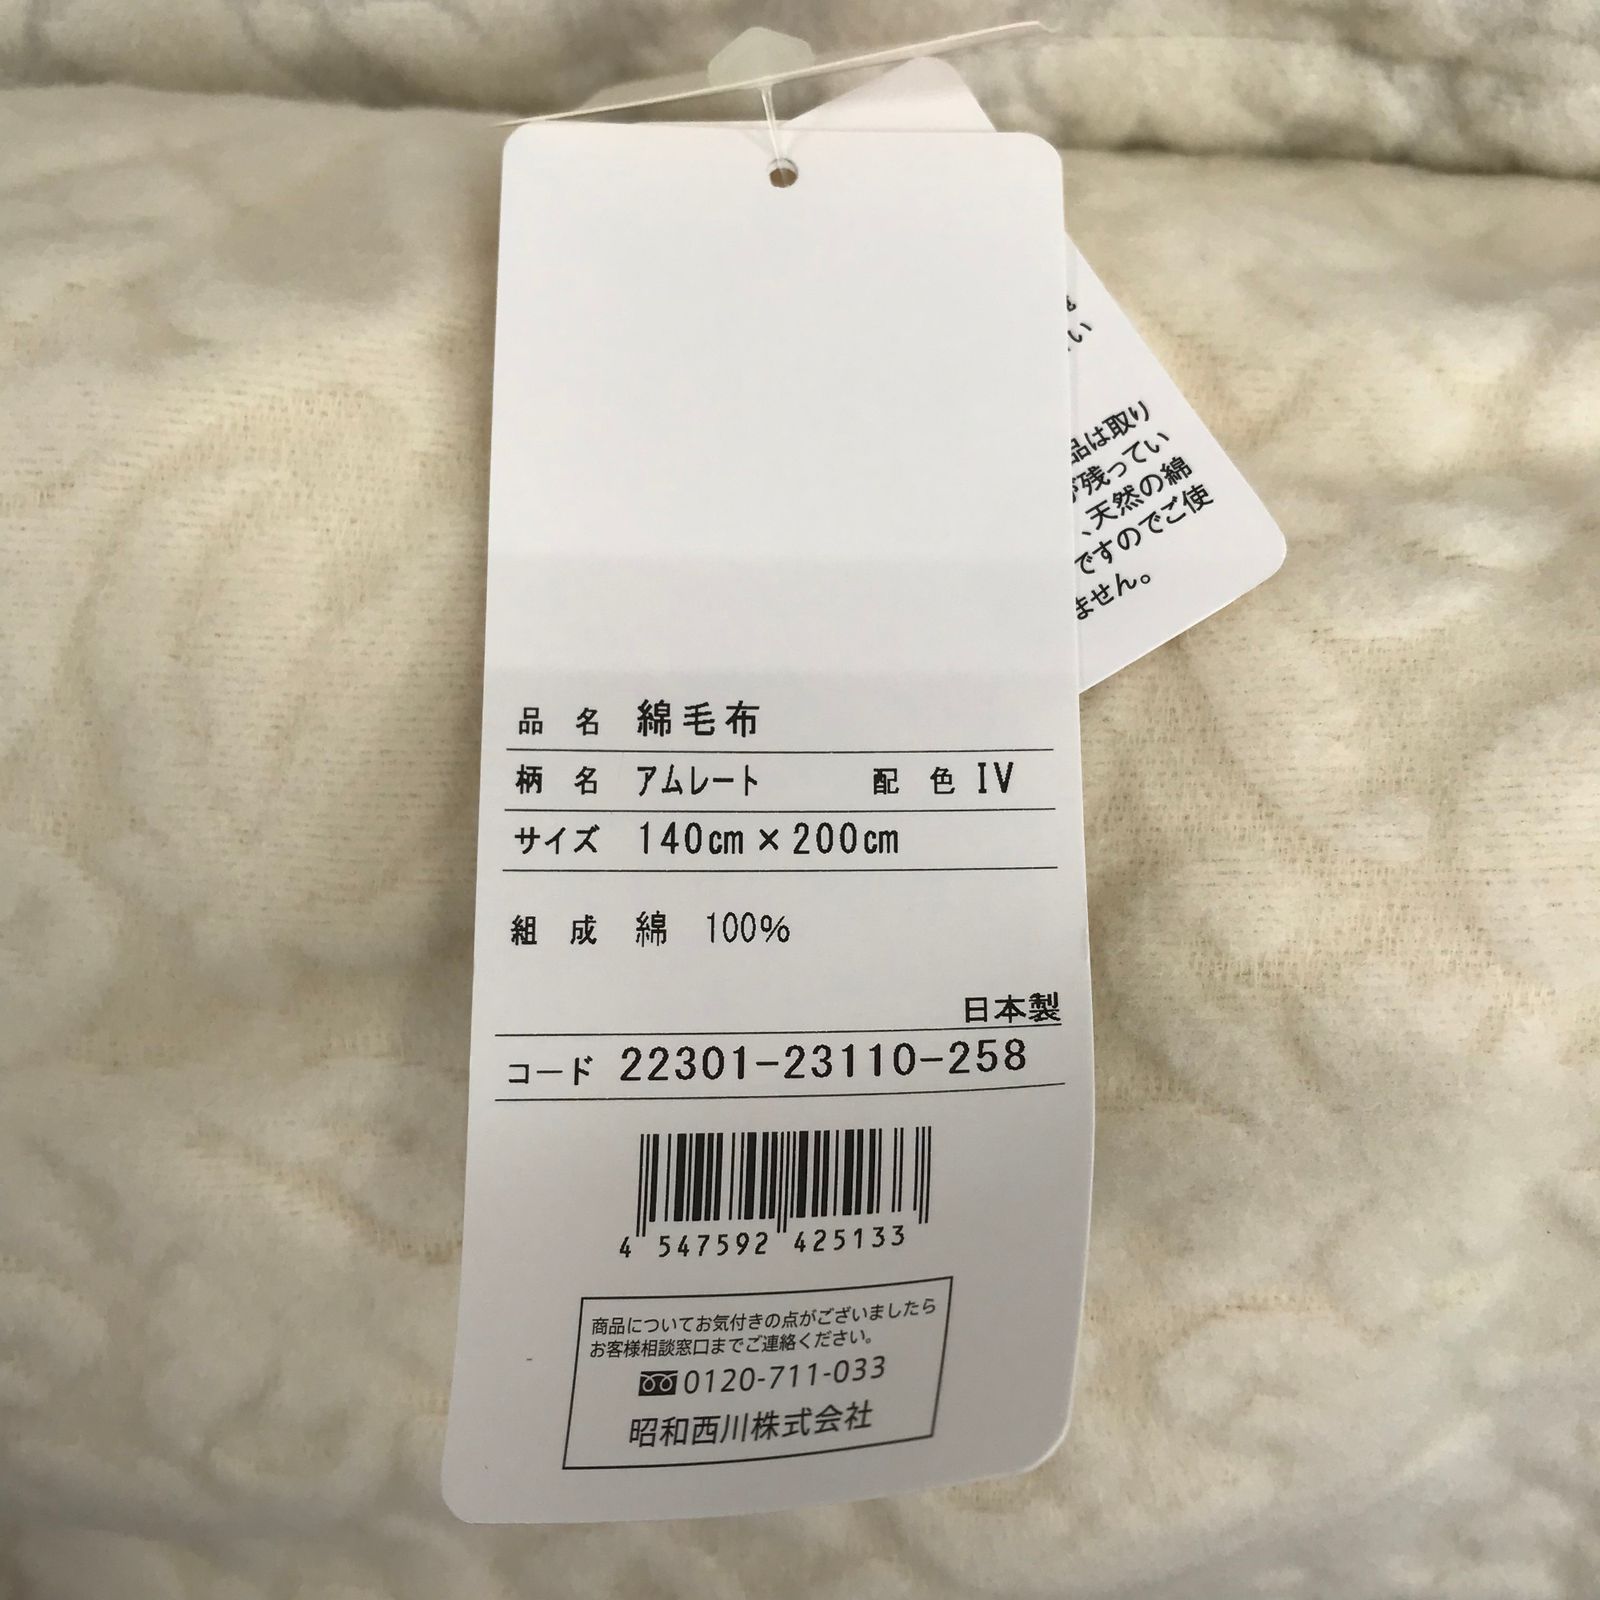 品名 綿毛布
柄名 アムレート 配色 IV
サイズ 140㎝×200㎝
組成 綿 100%
日本製
コード 22301-23110-258
4 547592 425133
商品についてお気付きの点がございましたら
お客様相談窓口までご連絡ください。
0120-711-033
昭和西川株式会社
い
品は取り
残ってい
、天然の綿
ですのでご使
ません。